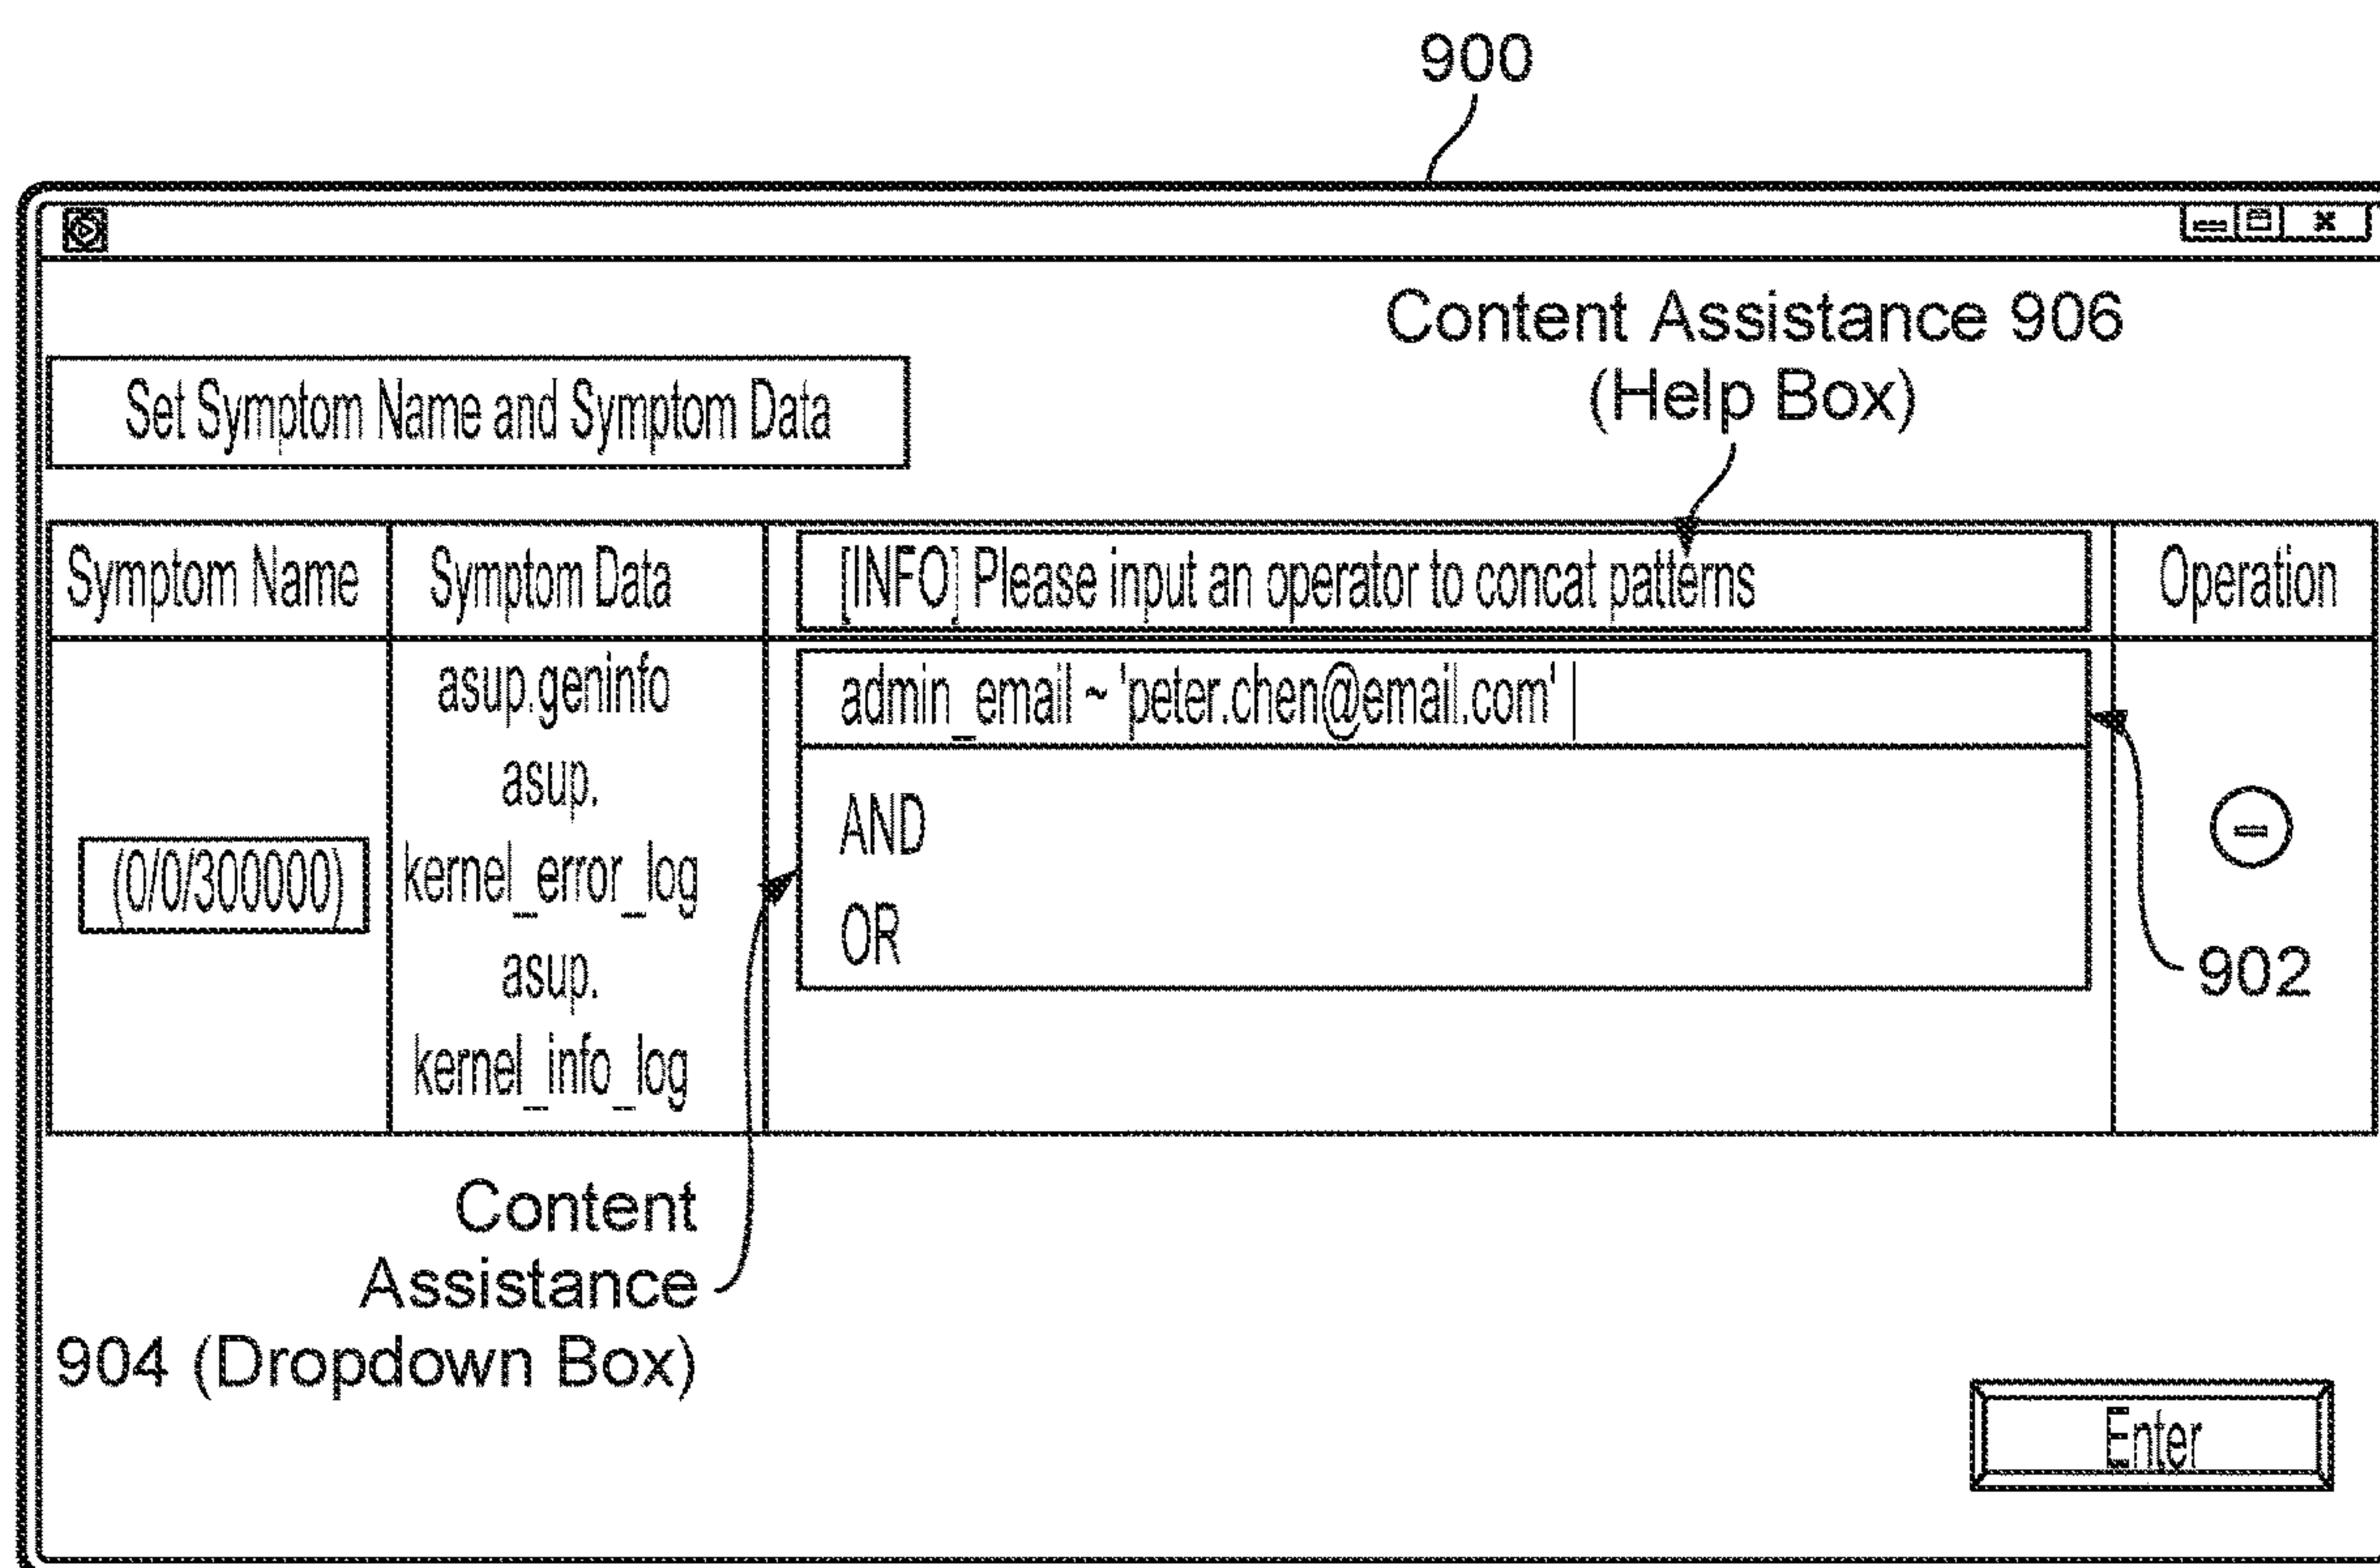 900
Content Assistance 906
(Help Box)
Set Symptom Name and Symptom Data
Symptom Name
Symptom Data
[INFO] Please input an operator to concat patterns
Operation
(0/0/300000)
asup.geninfo
asup.
kernel_error_log
asup.
kernel_info_log
admin_email ~ 'peter.chen@email.com' |
AND
OR
902
Content
Assistance
904 (Dropdown Box)
Enter